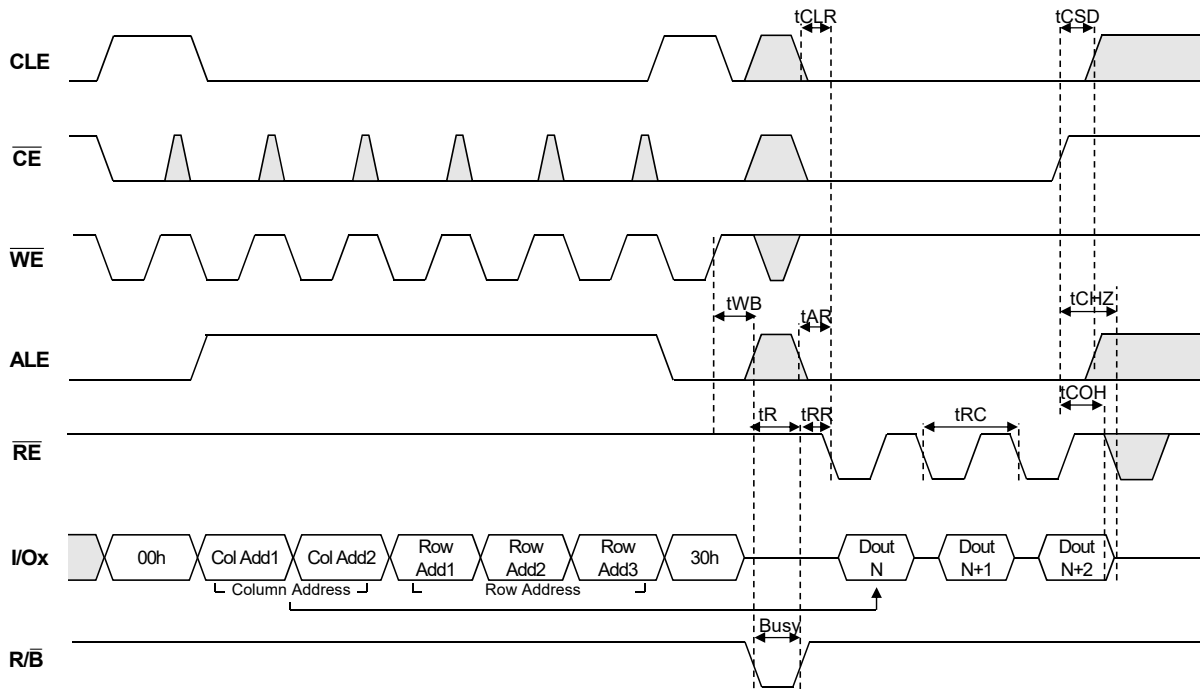 tCLR
tCSD
CLE
CE
WE
tWB
tAR
tCHZ
ALE
tCOH
tR
tRR
tRC
RE
I/Ox
00h
Col Add1
Col Add2
Row
Add1
Row
Add2
Row
Add3
30h
Dout
N
Dout
N+1
Dout
N+2
Column Address
Row Address
Busy
R/B